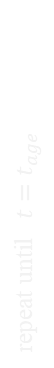 repeat until t = t_{age}